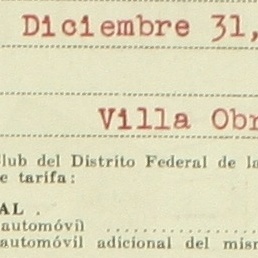 Diciembre 31,
Villa Obr
lub del Distrito Federal de la
e tarifa:
AL .
automóvil ..................
automóvil adicional del mism